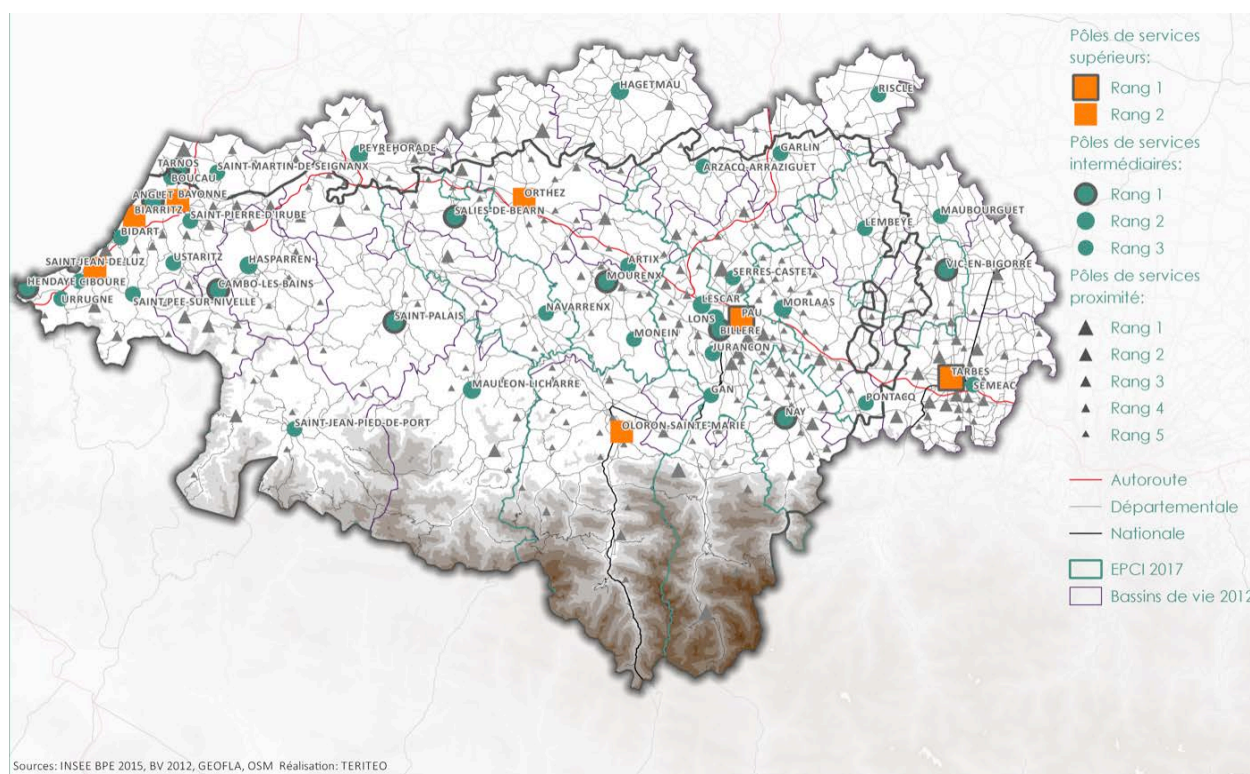 HAGETMAU
RISCLE
PEYREHORADE
GARLIN
TARNOS
SAINT-MARTIN-DE SEIGNANX
ARZACQ-ARRAZIGUET
BOUCAU
ANGLET BAYONNE
ORTHEZ
BIARRITZ
SAINT-PIERRE-D'IRUBE
SALIES-DE-BEARN
MAUBOURGUET
LEMBEYE
BIDART
SAINT-JEAN-DE-LUZ
USTARITZ
HASPARREN
ARTIX
VIC-EN-BIGORRE
MOURENX
SERRES-CASTET
HENDAYE CIBOURE
CAMBO-LES-BAINS
URRUGNE
SAINT-PEE-SUR-NIVELLE
NAVARRENX
LESCAR
MORLAAS
SAINT-PALAIS
LONS
PAU
BILLERE
MONEIN
JURANCON
TARBES
MAULEON-LICHARRE
SEMEAC
GAN
PONTACQ
NAY
SAINT-JEAN-PIED-DE-PORT
OLORON-SAINTE-MARIE
Pôles de services
supérieurs:
Rang 1
Rang 2
Pôles de services
intermédiaires:
Rang 1
Rang 2
Rang 3
Pôles de services
proximité:
Rang 1
Rang 2
Rang 3
Rang 4
Rang 5
Autoroute
Départementale
Nationale
EPCI 2017
Bassins de vie 2012
Sources: INSEE BPE 2015, BV 2012, GEOFLA, OSM Réalisation: TERITEO